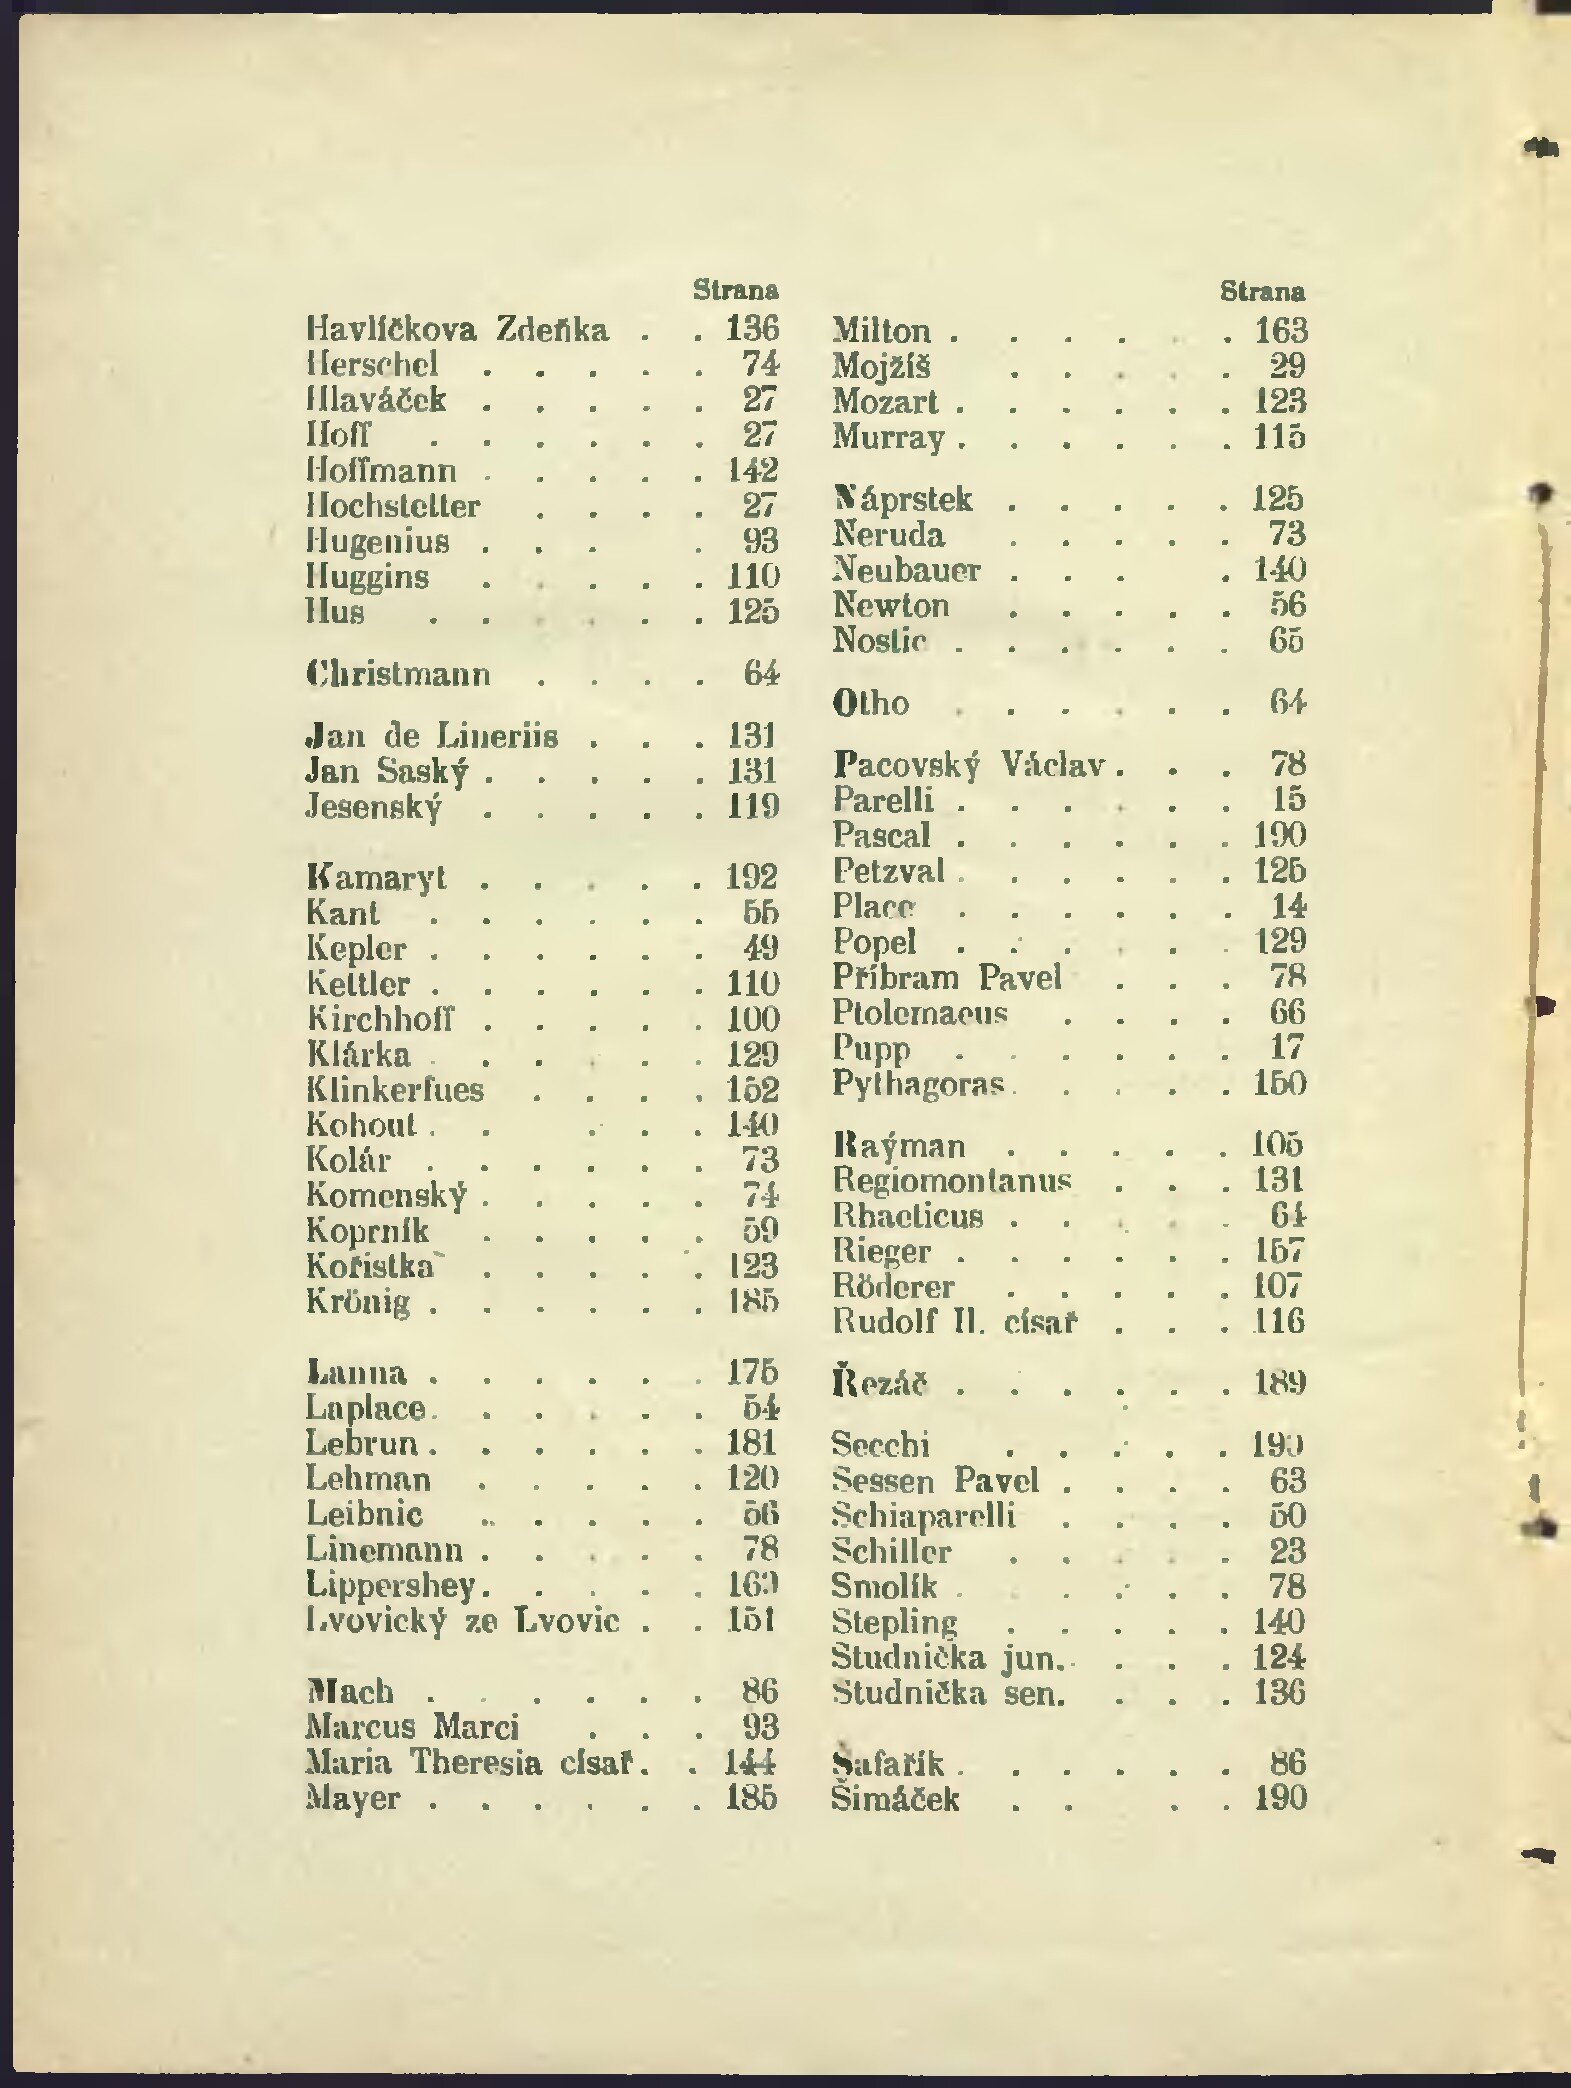 Strana
Havlíčkova Zdeňka . . 136
Herschel . . . . . 74
Hlaváček . . . . . 27
Hoff . . . . . . 27
Hoffmann . . . . . 142
Hochstetter . . . . 27
Hugenius . . . . 93
Huggins . . . . . 110
Hus . . . . . . 125
Christmann . . . . 64
Jan de Lineriis . . . 131
Jan Saský . . . . . 131
Jesenský . . . . . 119
Kamaryt . . . . . 192
Kant . . . . . . 55
Kepler . . . . . . 49
Kettler . . . . . . 110
Kirchhoff . . . . . 100
Klárka . . . . . . 129
Klinkerfues . . . . 152
Kohout . . . . . 140
Kolár . . . . . . 73
Komenský . . . . . 74
Koprník . . . . . 59
Kořistka . . . . . 123
Krönig . . . . . . 185
Lanna . . . . . . 175
Laplace . . . . . . 54
Lebrun . . . . . . 181
Lehman . . . . . 120
Leibnic . . . . . 56
Linemann . . . . . 78
Lippershey . . . . .
Lvovický ze Lvovic . . 151
Mach . . . . . . 86
Marcus Marci . . . 93
Maria Theresia císař. . 144
Mayer . . . . . . 185
Strana
Milton . . . . . . 163
Mojžíš . . . . . 29
Mozart . . . . . . 123
Murray . . . . . . 115
Náprstek . . . . . 125
Neruda . . . . . 73
Neubauer . . . . 140
Newton . . . . . 56
Nostic . . . . . . 65
Otho . . . . . . 64
Pacovský Václav . . . 78
Parelli . . . . . . 15
Pascal . . . . . . 190
Petzval . . . . . . 125
Place . . . . . . 14
Popel . . . . . . 129
Příbram Pavel . . . 78
Ptolemaeus . . . . 66
Pupp . . . . . . 17
Pythagoras . . . . . 150
Raýman . . . . . 105
Regiomontanus . . . 131
Rhaeticus . . . . . 64
Rieger . . . . . . 157
Röderer . . . . . 107
Rudolf II. císař . . . 116
Řezáč . . . . . . 189
Secchi . . . . . 190
Sessen Pavel . . . . 63
Schiaparelli . . . . 50
Schiller . . . . . 23
Smolík . . . . . . 78
Stepling . . . . . 140
Studnička jun. . . . 124
Studnička sen. . . . 136
Šafařík . . . . . . 86
Šimáček . . . . 190